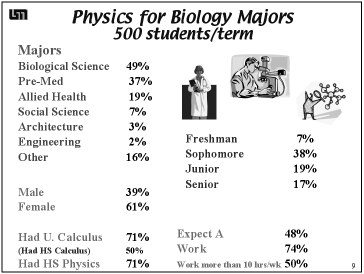 Physics for Biology Majors
500 students/term
Majors
Biological Science 49%
Pre-Med 37%
Allied Health 19%
Social Science 7%
Architecture 3%
Engineering 2%
Other 16%
Male 39%
Female 61%
Had U. Calculus 71%
(Had HS Calculus) 50%
Had HS Physics 71%
Freshman 7%
Sophomore 38%
Junior 19%
Senior 17%
Expect A 48%
Work 74%
Work more than 10 hrs/wk 50%
9